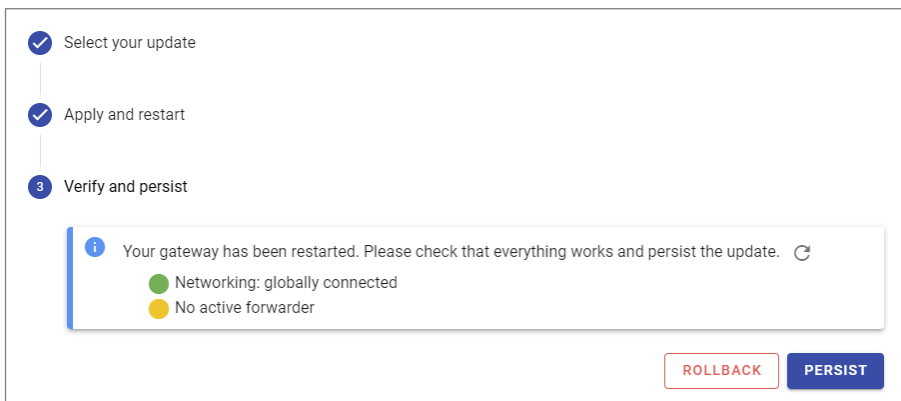 Select your update
Apply and restart
3
Verify and persist
Your gateway has been restarted. Please check that everything works and persist the update.
Networking: globally connected
No active forwarder
ROLLBACK
PERSIST